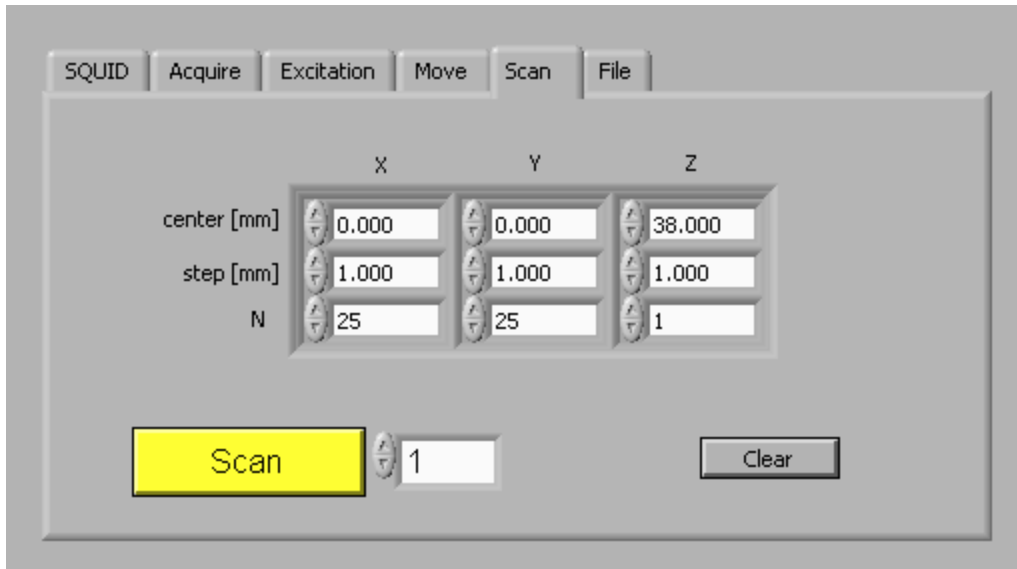 SQUID Acquire Excitation Move Scan File
X Y Z
center [mm] 0.000 0.000 38.000
step [mm] 1.000 1.000 1.000
N 25 25 1
Scan 1 Clear